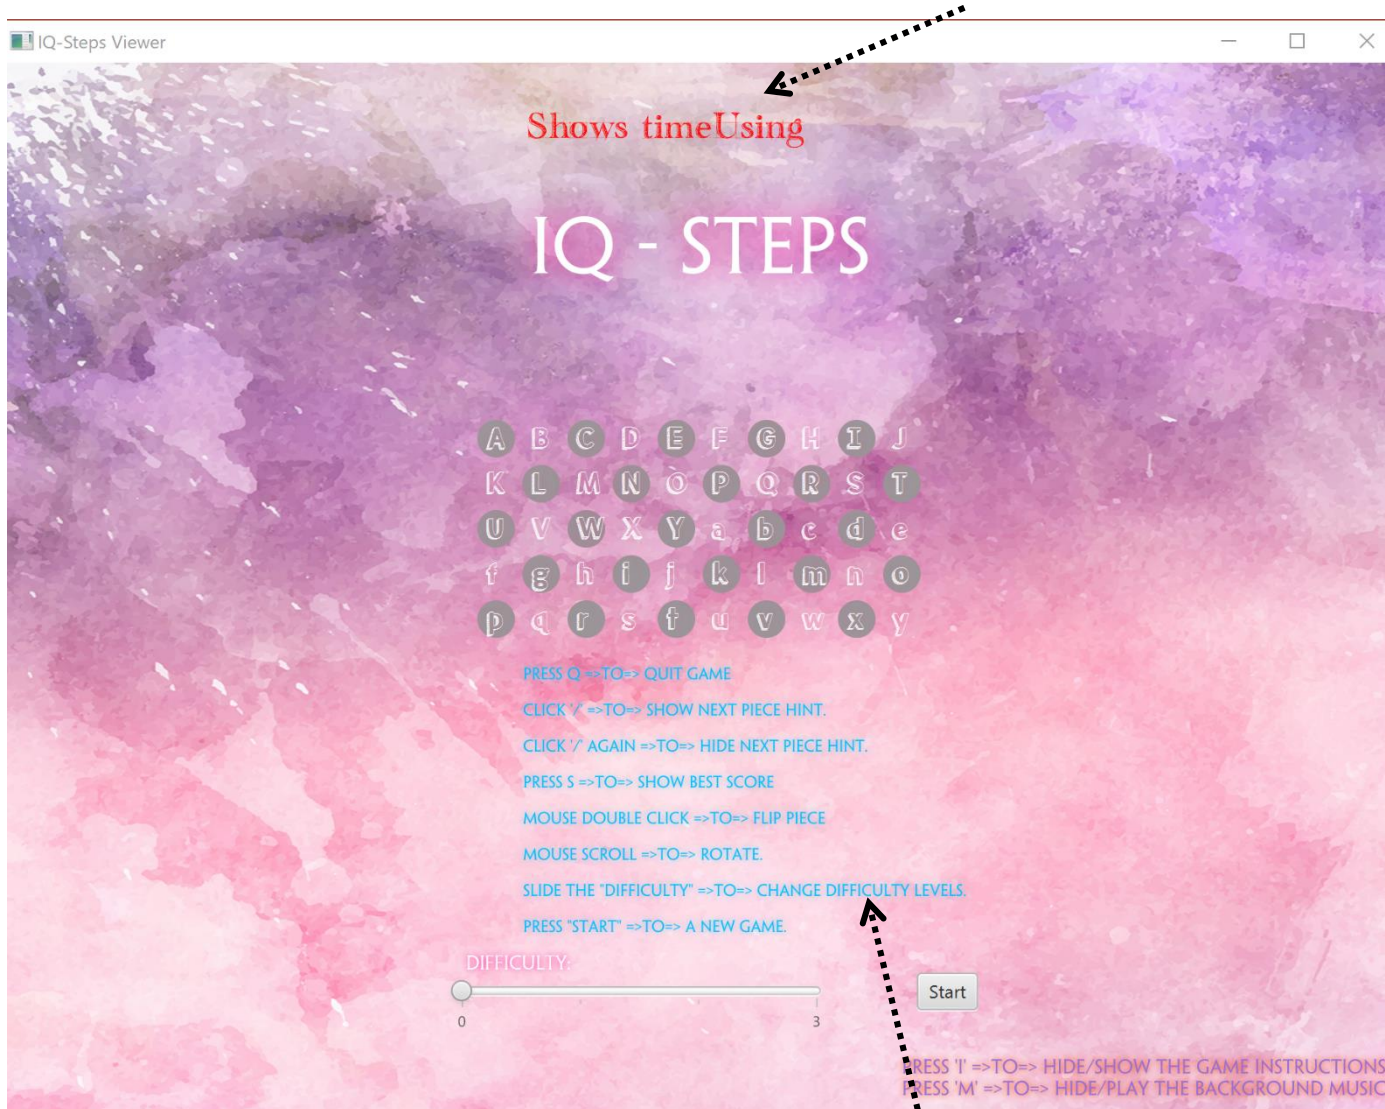 IQ-Steps Viewer
Shows timeUsing
IQ - STEPS
A B C D E F G H I J
K L M N O P Q R S T
U V W X Y a b c d e
f g h i j k l m n o
p q r s t u v w x y
PRESS Q =>TO=> QUIT GAME
CLICK '/' =>TO=> SHOW NEXT PIECE HINT.
CLICK '/' AGAIN =>TO=> HIDE NEXT PIECE HINT.
PRESS S =>TO=> SHOW BEST SCORE
MOUSE DOUBLE CLICK =>TO=> FLIP PIECE
MOUSE SCROLL =>TO=> ROTATE.
SLIDE THE "DIFFICULTY" =>TO=> CHANGE DIFFICULTY LEVELS.
PRESS "START" =>TO=> A NEW GAME.
DIFFICULTY:
Start
0 3
PRESS 'I' =>TO=> HIDE/SHOW THE GAME INSTRUCTIONS
PRESS 'M' =>TO=> HIDE/PLAY THE BACKGROUND MUSIC